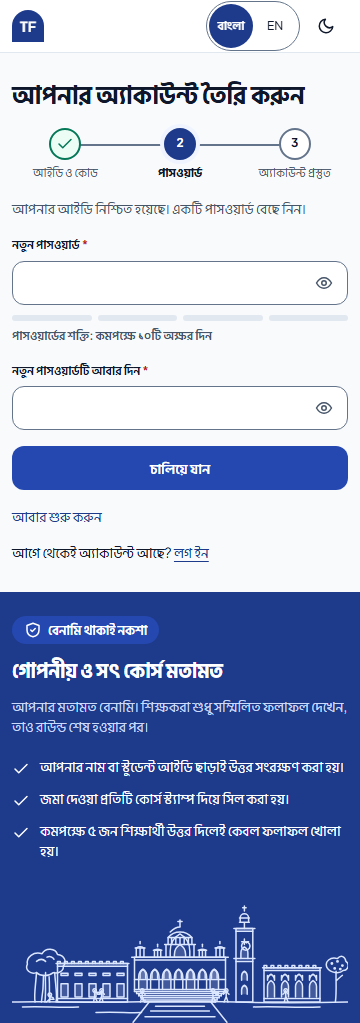 TF
বাংলা EN
আপনার অ্যাকাউন্ট তৈরি করুন
2 3
আইডি ও কোড পাসওয়ার্ড অ্যাকাউন্ট প্রস্তুত
আপনার আইডি নিশ্চিত হয়েছে। একটি পাসওয়ার্ড বেছে নিন।
নতুন পাসওয়ার্ড *
পাসওয়ার্ডের শক্তি: কমপক্ষে ১০টি অক্ষর দিন
নতুন পাসওয়ার্ডটি আবার দিন *
চালিয়ে যান
আবার শুরু করুন
আগে থেকেই অ্যাকাউন্ট আছে? লগ ইন
বেনামি থাকাই নকশা
গোপনীয় ও সৎ কোর্স মতামত
আপনার মতামত বেনামি। শিক্ষকরা শুধু সম্মিলিত ফলাফল দেখেন,
তাও রাউন্ড শেষ হওয়ার পর।
আপনার নাম বা স্টুডেন্ট আইডি ছাড়াই উত্তর সংরক্ষণ করা হয়।
জমা দেওয়া প্রতিটি কোর্স স্ট্যাম্প দিয়ে সিল করা হয়।
কমপক্ষে ৫ জন শিক্ষার্থী উত্তর দিলেই কেবল ফলাফল খোলা
হয়।